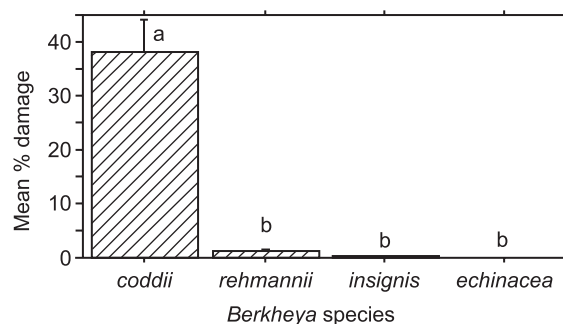 Mean % damage
40
30
20
10
0
a
b
b
b
coddii
rehmannii
insignis
echinacea
Berkheya species